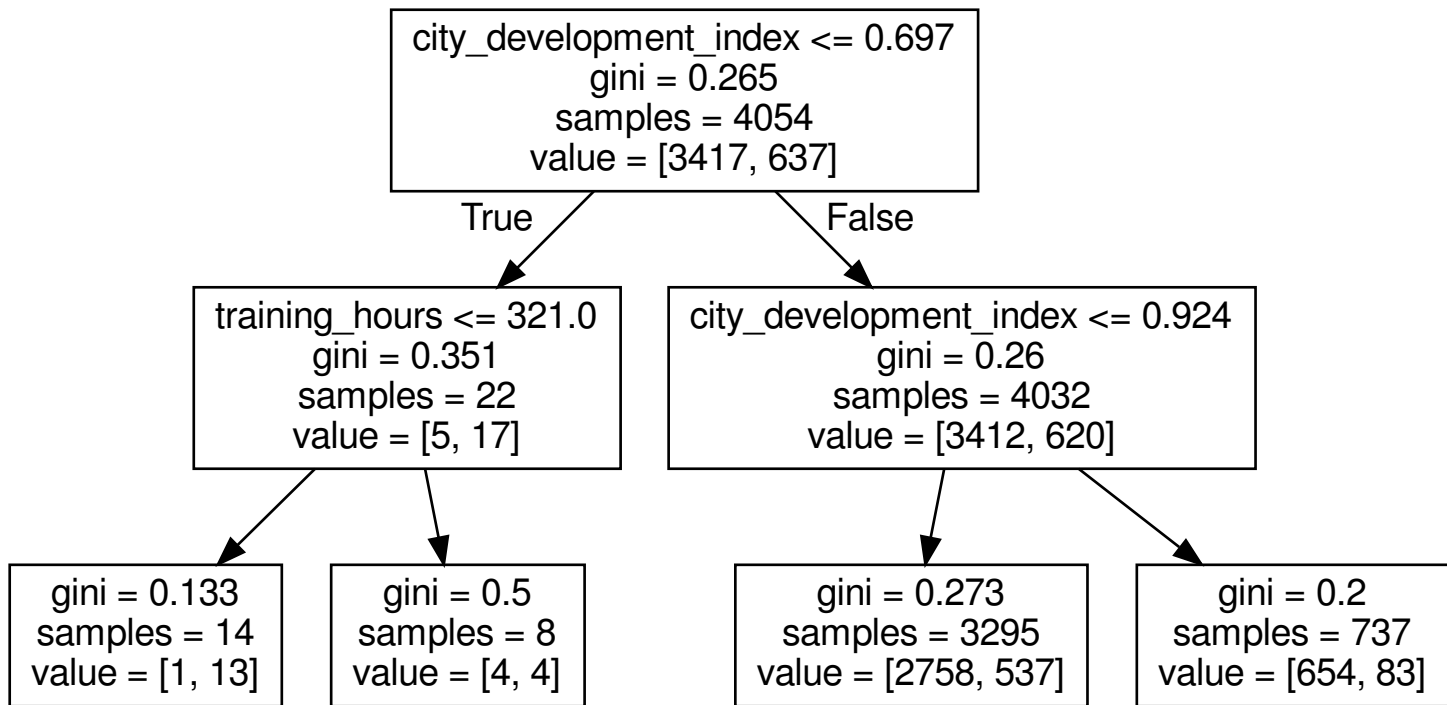 city_development_index <= 0.697
gini = 0.265
samples = 4054
value = [3417, 637]
True
False
training_hours <= 321.0
gini = 0.351
samples = 22
value = [5, 17]
city_development_index <= 0.924
gini = 0.26
samples = 4032
value = [3412, 620]
gini = 0.133
samples = 14
value = [1, 13]
gini = 0.5
samples = 8
value = [4, 4]
gini = 0.273
samples = 3295
value = [2758, 537]
gini = 0.2
samples = 737
value = [654, 83]